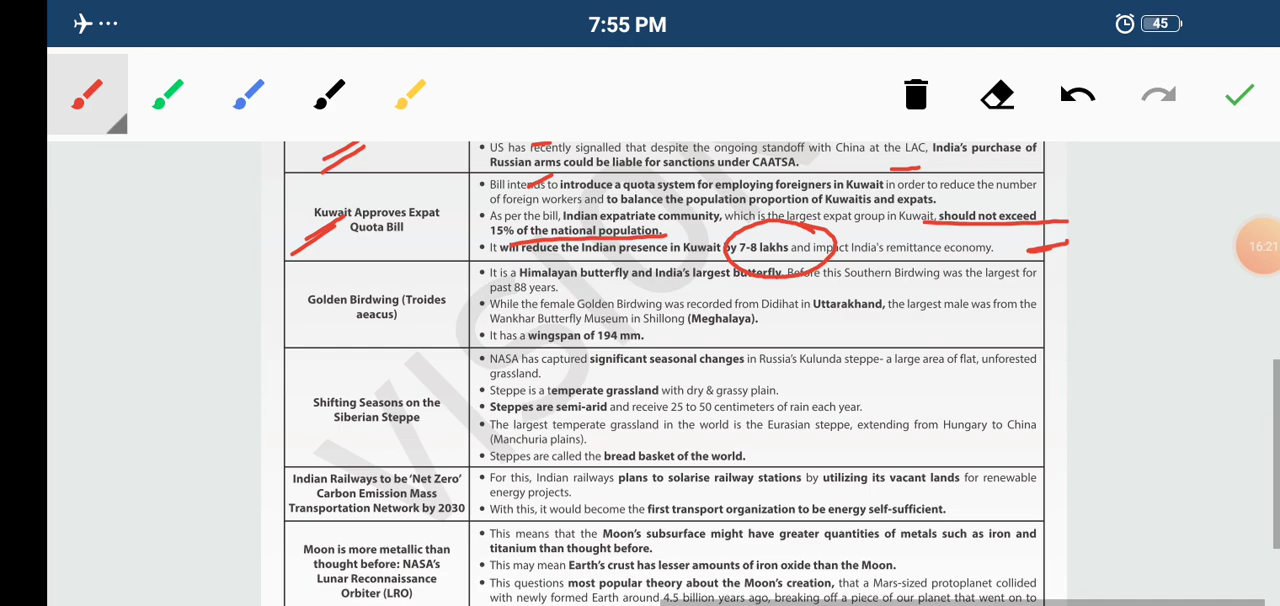 7:55 PM
45
• US has recently signalled that despite the ongoing standoff with China at the LAC, India's purchase of
Russian arms could be liable for sanctions under CAATSA.
Kuwait Approves Expat
Quota Bill
• Bill intends to introduce a quota system for employing foreigners in Kuwait in order to reduce the number
of foreign workers and to balance the population proportion of Kuwaitis and expats.
• As per the bill, Indian expatriate community, which is the largest expat group in Kuwait, should not exceed
15% of the national population.
• It will reduce the Indian presence in Kuwait by 7-8 lakhs and impact India's remittance economy.
16:21
Golden Birdwing (Troides
aeacus)
• It is a Himalayan butterfly and India's largest butterfly. Before this Southern Birdwing was the largest for
past 88 years.
• While the female Golden Birdwing was recorded from Didihat in Uttarakhand, the largest male was from the
Wankhar Butterfly Museum in Shillong (Meghalaya).
• It has a wingspan of 194 mm.
Shifting Seasons on the
Siberian Steppe
• NASA has captured significant seasonal changes in Russia's Kulunda steppe- a large area of flat, unforested
grassland.
• Steppe is a temperate grassland with dry & grassy plain.
• Steppes are semi-arid and receive 25 to 50 centimeters of rain each year.
• The largest temperate grassland in the world is the Eurasian steppe, extending from Hungary to China
(Manchuria plains).
• Steppes are called the bread basket of the world.
Indian Railways to be 'Net Zero'
Carbon Emission Mass
Transportation Network by 2030
• For this, Indian railways plans to solarise railway stations by utilizing its vacant lands for renewable
energy projects.
• With this, it would become the first transport organization to be energy self-sufficient.
Moon is more metallic than
thought before: NASA's
Lunar Reconnaissance
Orbiter (LRO)
• This means that the Moon's subsurface might have greater quantities of metals such as iron and
titanium than thought before.
• This may mean Earth's crust has lesser amounts of iron oxide than the Moon.
• This questions most popular theory about the Moon's creation, that a Mars-sized protoplanet collided
with newly formed Earth around 4.5 billion years ago, breaking off a piece of our planet that went on to
VISION